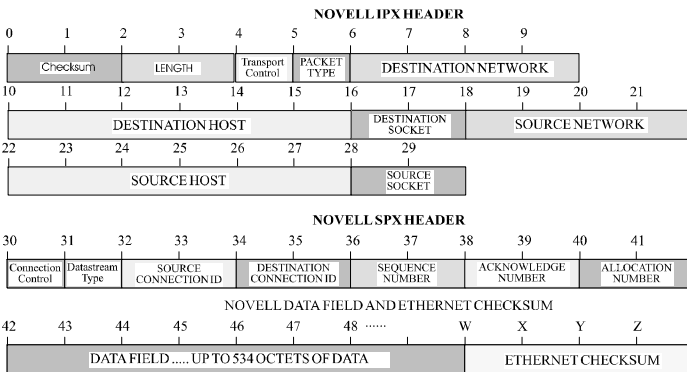 NOVELL IPX HEADER
0 1 2 3 4 5 6 7 8 9
Checksum LENGTH Transport Control PACKET TYPE DESTINATION NETWORK
10 11 12 13 14 15 16 17 18 19 20 21
DESTINATION HOST DESTINATION SOCKET SOURCE NETWORK
22 23 24 25 26 27 28 29
SOURCE HOST SOURCE SOCKET
NOVELL SPX HEADER
30 31 32 33 34 35 36 37 38 39 40 41
Connection Control Datastream Type SOURCE CONNECTION ID DESTINATION CONNECTION ID SEQUENCE NUMBER ACKNOWLEDGE NUMBER ALLOCATION NUMBER
NOVELL DATA FIELD AND ETHERNET CHECKSUM
42 43 44 45 46 47 48 ...... W X Y Z
DATA FIELD ..... UP TO 534 OCTETS OF DATA ETHERNET CHECKSUM